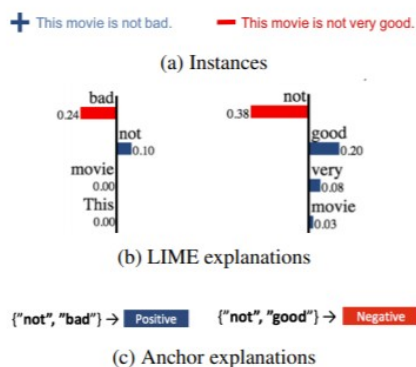 + This movie is not bad. − This movie is not very good.
(a) Instances
bad not
0.24 0.38
not good
0.10 0.20
movie very
0.00 0.08
This movie
0.00 0.03
(b) LIME explanations
{"not", "bad"} → Positive {"not", "good"} → Negative
(c) Anchor explanations